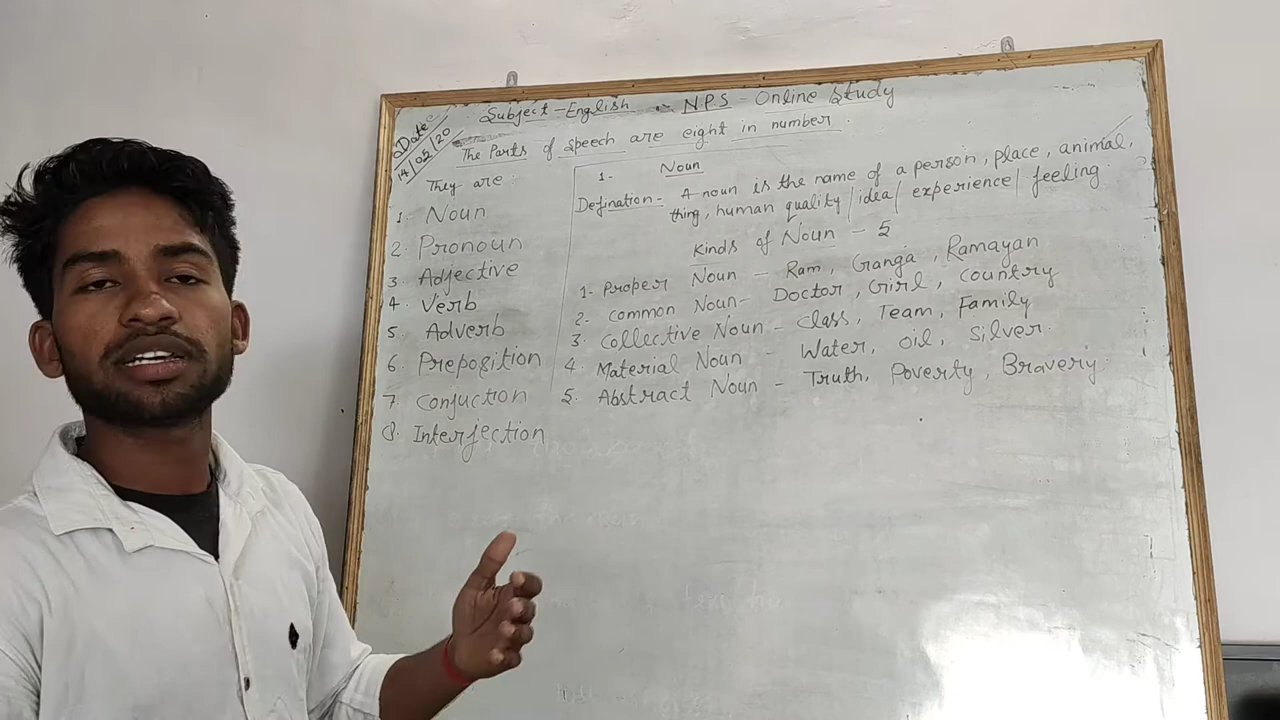 Date
14/05/20
Subject - English :- NPS - Online Study
The Parts of Speech are eight in number.
They are :
1. Noun
2. Pronoun
3. Adjective
4. Verb
5. Adverb
6. Preposition
7. Conjuction
8. Interjection
1- Noun
Defination - A noun is the name of a person, place, animal,
thing, human quality/idea/experience/feeling
Kinds of Noun - 5
1- Proper Noun - Ram, Ganga, Ramayan
2. Common Noun - Doctor, Girl, Country
3. Collective Noun - Class, Team, Family
4. Material Noun - Water, oil, Silver.
5. Abstract Noun - Truth, Poverty, Bravery.